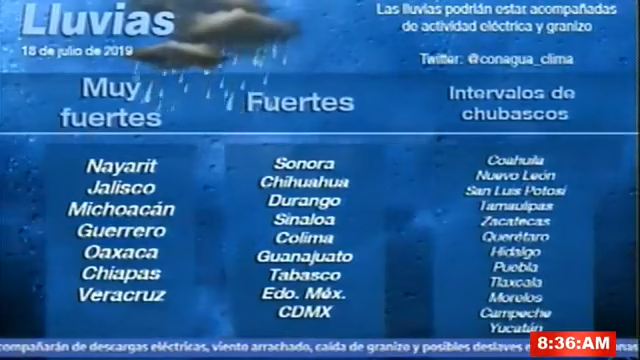 Lluvias
18 de julio de 2019
Las lluvias podrán estar acompañadas
de actividad eléctrica y granizo
Twitter: @conagua_clima
Muy
fuertes
Nayarit
Jalisco
Michoacán
Guerrero
Oaxaca
Chiapas
Veracruz
Fuertes
Sonora
Chihuahua
Durango
Sinaloa
Colima
Guanajuato
Tabasco
Edo. Méx.
CDMX
Intervalos de
chubascos
Coahuila
Nuevo León
San Luis Potosí
Tamaulipas
Zacatecas
Querétaro
Hidalgo
Puebla
Tlaxcala
Morelos
Campeche
Yucatán
compañarán de descargas eléctricas, viento arrachado, caída de granizo y posibles deslaves
8:36AM